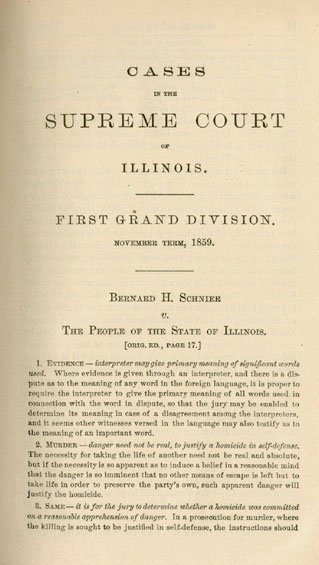 CASES
IN THE
SUPREME COURT
OF
ILLINOIS.
FIRST GRAND DIVISION.
NOVEMBER TERM, 1859.
BERNARD H. SCHNIER
v.
THE PEOPLE OF THE STATE OF ILLINOIS.
[ORIG. ED., PAGE 17.]
1. EVIDENCE — interpreter may give primary meaning of significant words
used. Where evidence is given through an interpreter, and there is a dis-
pute as to the meaning of any word in the foreign language, it is proper to
require the interpreter to give the primary meaning of all words used in
connection with the word in dispute, so that the jury may be enabled to
determine its meaning in case of a disagreement among the interpreters,
and it seems other witnesses versed in the language may also testify as to
the meaning of an important word.
2. MURDER — danger need not be real, to justify a homicide in self-defense.
The necessity for taking the life of another need not be real and absolute,
but if the necessity is so apparent as to induce a belief in a reasonable mind
that the danger is so imminent that no other means of escape is left but to
take life in order to preserve the party's own, such apparent danger will
justify the homicide.
3. SAME — it is for the jury to determine whether a homicide was committed
on a reasonable apprehension of danger. In a prosecution for murder, where
the killing is sought to be justified in self-defense, the instructions should